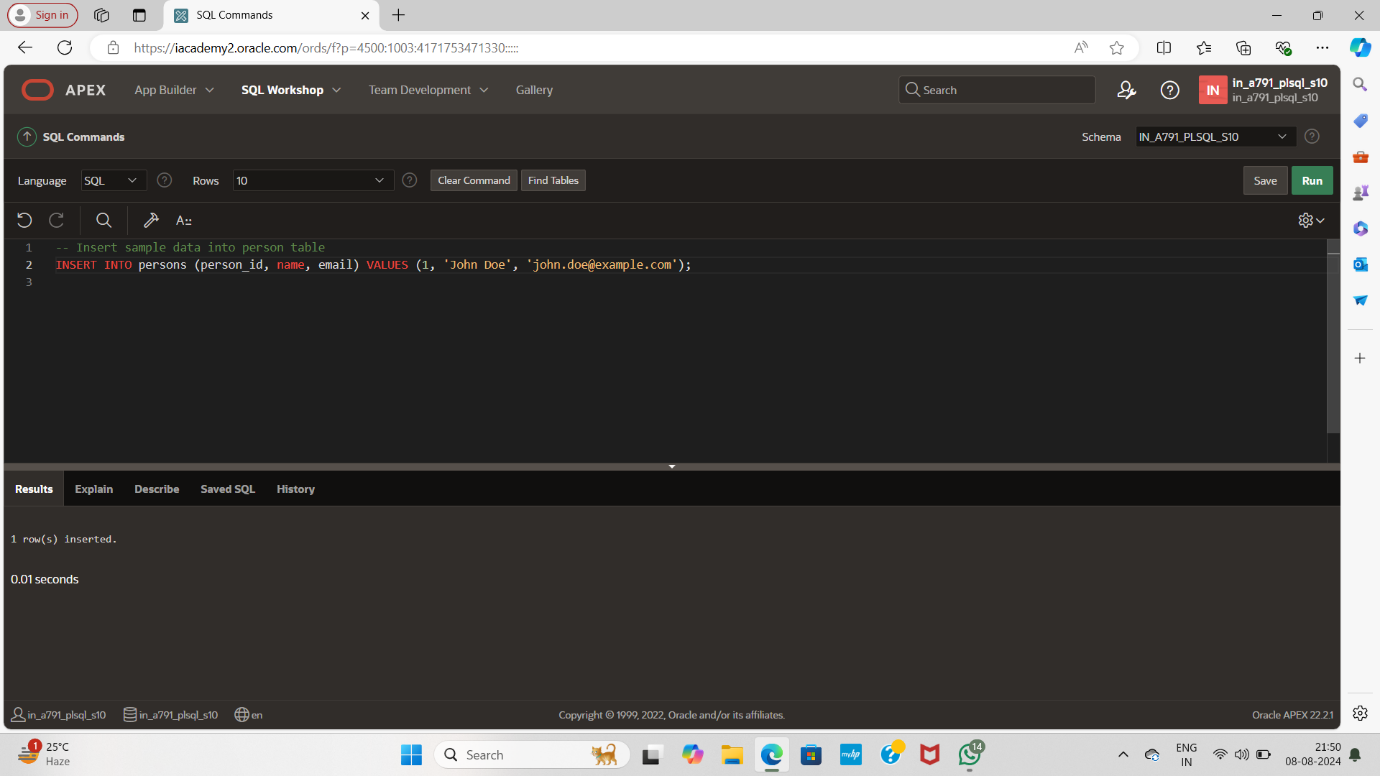 Sign in
SQL Commands
https://iacademy2.oracle.com/ords/f?p=4500:1003:4171753471330:::::
APEX
App Builder
SQL Workshop
Team Development
Gallery
Search
IN
in_a791_plsql_s10
in_a791_plsql_s10
SQL Commands
Schema
IN_A791_PLSQL_S10
Language
SQL
Rows
10
Clear Command
Find Tables
Save
Run
1 -- Insert sample data into person table
2 INSERT INTO persons (person_id, name, email) VALUES (1, 'John Doe', 'john.doe@example.com');
3
Results
Explain
Describe
Saved SQL
History
1 row(s) inserted.
0.01 seconds
in_a791_plsql_s10
in_a791_plsql_s10
en
Copyright © 1999, 2022, Oracle and/or its affiliates.
Oracle APEX 22.2.1
1
25°C
Haze
Search
myhp
14
ENG
IN
21:50
08-08-2024